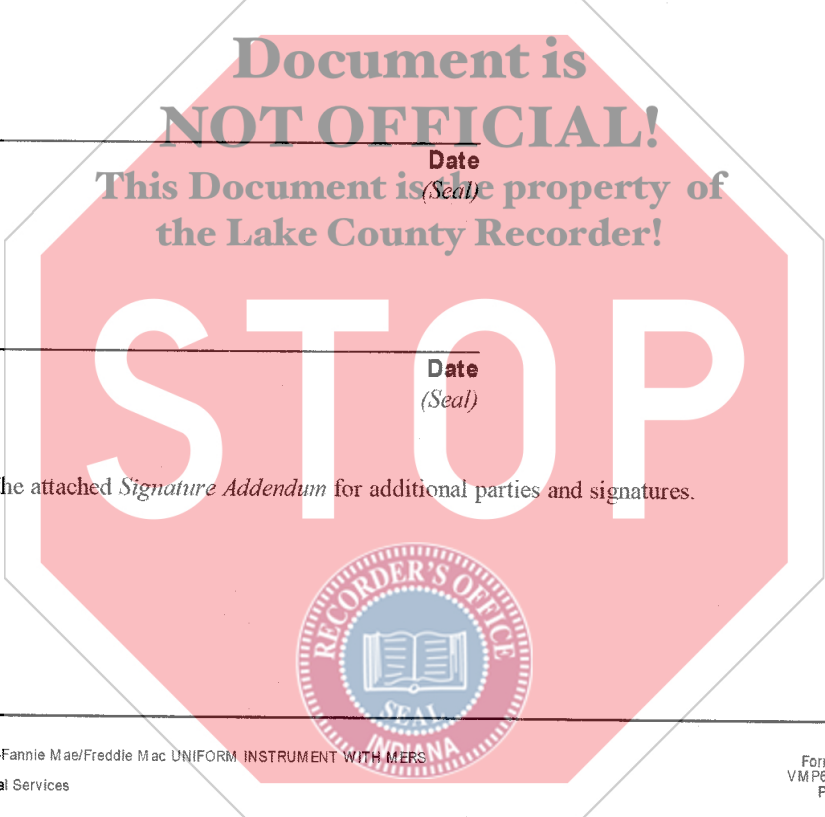 Document is
NOT OFFICIAL!
Date
This Document is the property of
(Seal)
the Lake County Recorder!
STOP
Date
(Seal)
he attached Signature Addendum for additional parties and signatures.
RECORDER'S OFFICE
SEAL
INDIANA
-Fannie Mae/Freddie Mac UNIFORM INSTRUMENT WITH MERS
For
VMP6
al Services
P